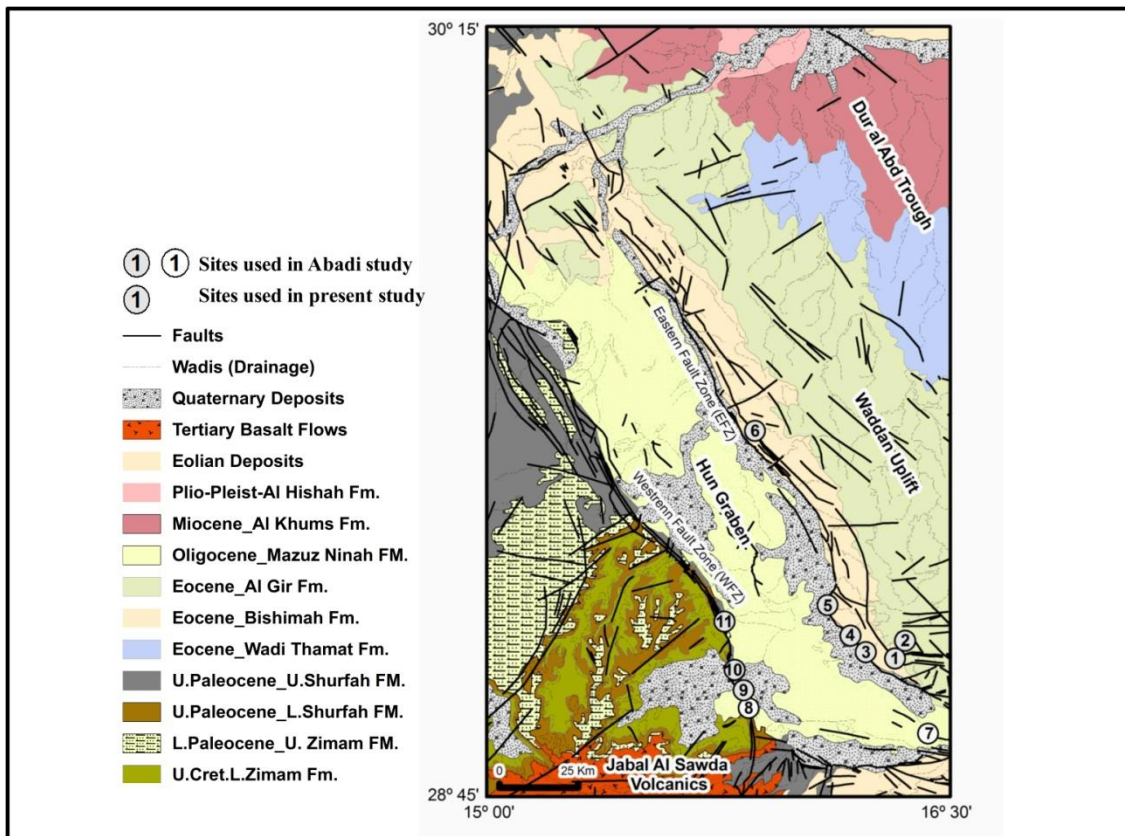 30 15'
Dur al Abd Trough
1 1 Sites used in Abadi study
1 Sites used in present study
Faults
Wadis (Drainage)
Quaternary Deposits
Tertiary Basalt Flows
Eolian Deposits
Plio-Pleist-Al Hishah Fm.
Miocene_Al Khums Fm.
Oligocene_Mazuz Ninah FM.
Eocene_Al Gir Fm.
Eocene_Bishimah Fm.
Eocene_Wadi Thamat Fm.
U.Paleocene_U.Shurfah FM.
U.Paleocene_L.Shurfah FM.
L.Paleocene_U. Zimam FM.
U.Cret.L.Zimam Fm.
Eastern Fault Zone (EFZ)
Waddan Uplift
6
Hun Graben
Westrenn Fault Zone (WFZ)
5
11
4
2
3
1
10
9
8
7
0 25 Km
Jabal Al Sawda
Volcanics
28 45'
15 00'
16 30'